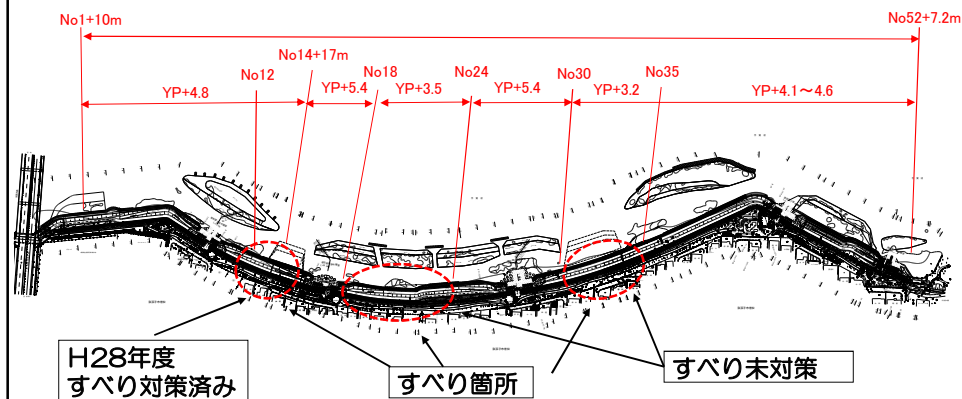 No1+10m
No52+7.2m
No14+17m
No12
No18
No24
No30
No35
YP+4.8
YP+5.4
YP+3.5
YP+5.4
YP+3.2
YP+4.1～4.6
H28年度
すべり対策済み
すべり箇所
すべり未対策